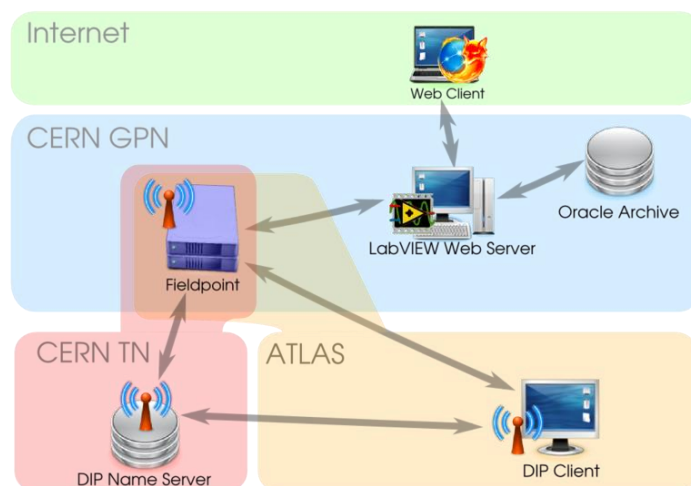 Internet
Web Client
CERN GPN
Oracle Archive
LabVIEW Web Server
Fieldpoint
CERN TN
ATLAS
DIP Name Server
DIP Client